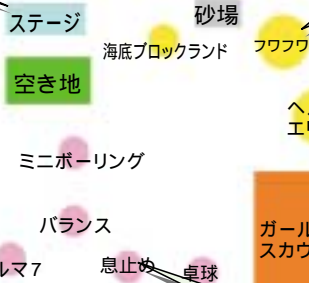 ステージ
砂場
海底ブロックランド
フワフワ
空き地
ヘ
エ
ミニボーリング
バランス
ガール
スカウ
ルマ7
息止め
卓球